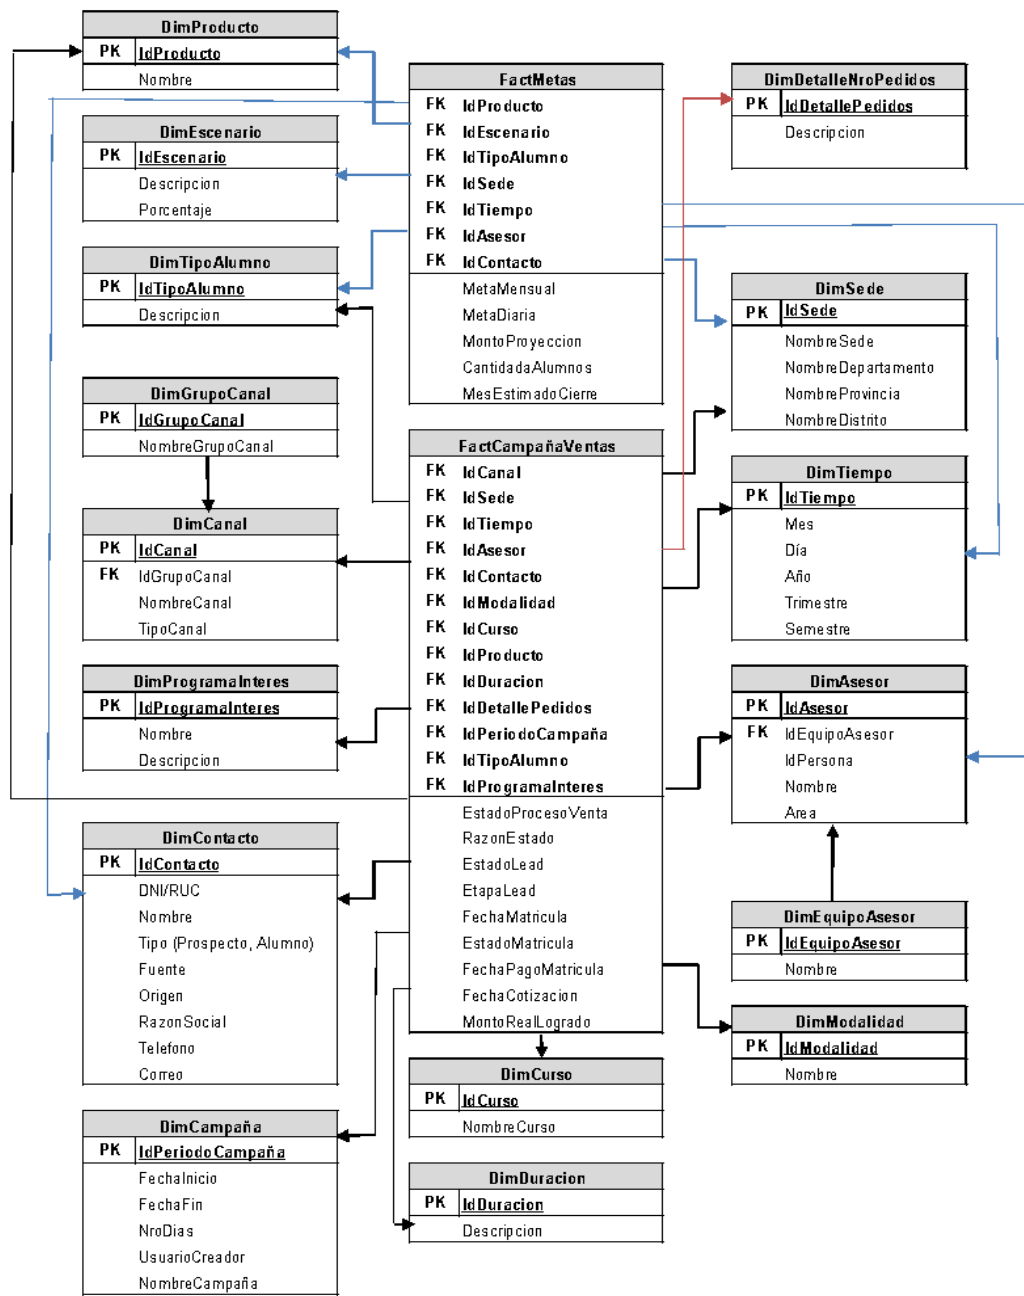 DimProducto
PK IdProducto
Nombre
DimEscenario
PK IdEscenario
Descripcion
Porcentaje
DimTipoAlumno
PK IdTipoAlumno
Descripcion
DimGrupoCanal
PK IdGrupoCanal
NombreGrupoCanal
DimCanal
PK IdCanal
FK IdGrupoCanal
NombreCanal
TipoCanal
DimProgramaInteres
PK IdProgramaInteres
Nombre
Descripcion
DimContacto
PK IdContacto
DNI/RUC
Nombre
Tipo (Prospecto, Alumno)
Fuente
Origen
RazonSocial
Telefono
Correo
DimCampaña
PK IdPeriodoCampaña
FechaInicio
FechaFin
NroDias
UsuarioCreador
NombreCampaña
FactMetas
FK IdProducto
FK IdEscenario
FK IdTipoAlumno
FK IdSede
FK IdTiempo
FK IdAsesor
FK IdContacto
MetaMensual
MetaDiaria
MontoProyeccion
CantidadaAlumnos
MesEstimadoCierre
FactCampañaVentas
FK IdCanal
FK IdSede
FK IdTiempo
FK IdAsesor
FK IdContacto
FK IdModalidad
FK IdCurso
FK IdProducto
FK IdDuracion
FK IdDetallePedidos
FK IdPeriodoCampaña
FK IdTipoAlumno
FK IdProgramaInteres
EstadoProcesoVenta
RazonEstado
EstadoLead
EtapaLead
FechaMatricula
EstadoMatricula
FechaPagoMatricula
FechaCotizacion
MontoRealLogrado
DimCurso
PK IdCurso
NombreCurso
DimDuracion
PK IdDuracion
Descripcion
DimDetalleNroPedidos
PK IdDetallePedidos
Descripcion
DimSede
PK IdSede
NombreSede
NombreDepartamento
NombreProvincia
NombreDistrito
DimTiempo
PK IdTiempo
Mes
Día
Año
Trimestre
Semestre
DimAsesor
PK IdAsesor
FK IdEquipoAsesor
IdPersona
Nombre
Area
DimEquipoAsesor
PK IdEquipoAsesor
Nombre
DimModalidad
PK IdModalidad
Nombre